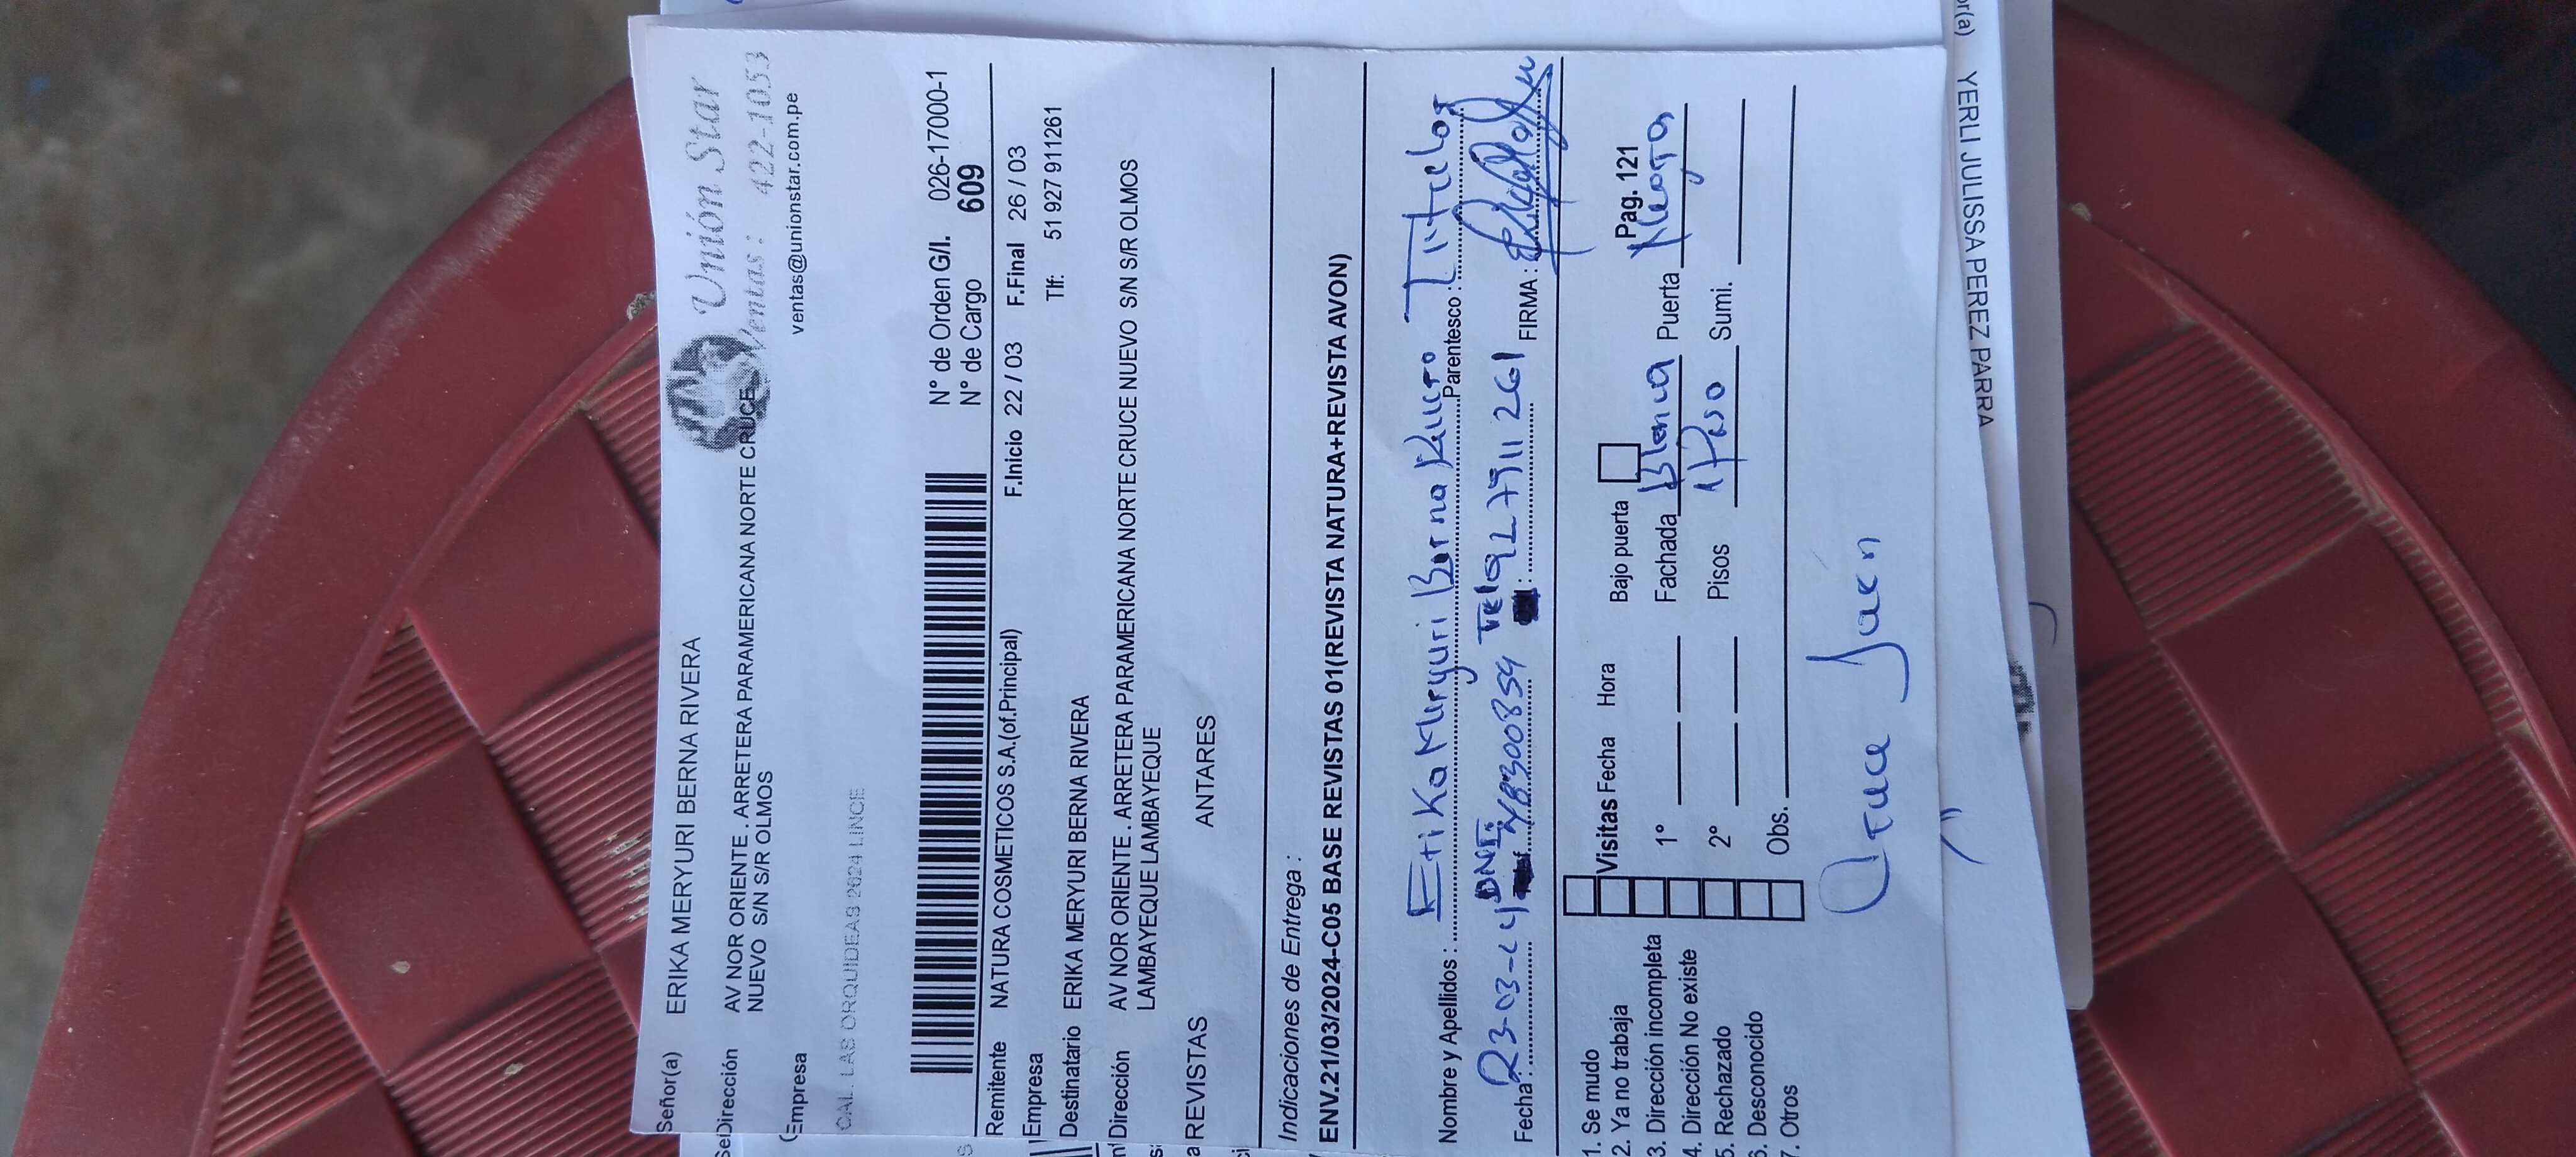 Señor(a) ERIKA MERYURI BERNA RIVERA
Unión Star
Dirección AV NOR ORIENTE . ARRETERA PARAMERICANA NORTE CRUCE
NUEVO S/N S/R OLMOS
Ventas : 422-1053
ventas@unionstar.com.pe
Empresa
CAL. LAS ORQUIDEAS 2624 LINCE
N° de Orden G/I. 026-17000-1
N° de Cargo 609
Remitente NATURA COSMETICOS S.A.(of.Principal)
F.Inicio 22 / 03 F.Final 26 / 03
Empresa
Tlf: 51 927 911261
Destinatario ERIKA MERYURI BERNA RIVERA
Dirección AV NOR ORIENTE . ARRETERA PARAMERICANA NORTE CRUCE NUEVO S/N S/R OLMOS
LAMBAYEQUE LAMBAYEQUE
REVISTAS ANTARES
Indicaciones de Entrega :
ENV.21/03/2024-C05 BASE REVISTAS 01(REVISTA NATURA+REVISTA AVON)
Nombre y Apellidos : Erika Meryuri Berna Parentesco : Titular
Fecha : 23-03-24 DNI: 48300854 Tel 927911261 FIRMA :
1. Se mudo
2. Ya no trabaja
3. Dirección incompleta
4. Dirección No existe
5. Rechazado
6. Desconocido
7. Otros
Visitas Fecha Hora
1°
2°
Obs.
Bajo puerta
Pag. 121
Fachada Blanca Puerta Negra
Pisos 1 Piso Sumi.
Jaén
or(a) YERLI JULISSA PEREZ PARRA